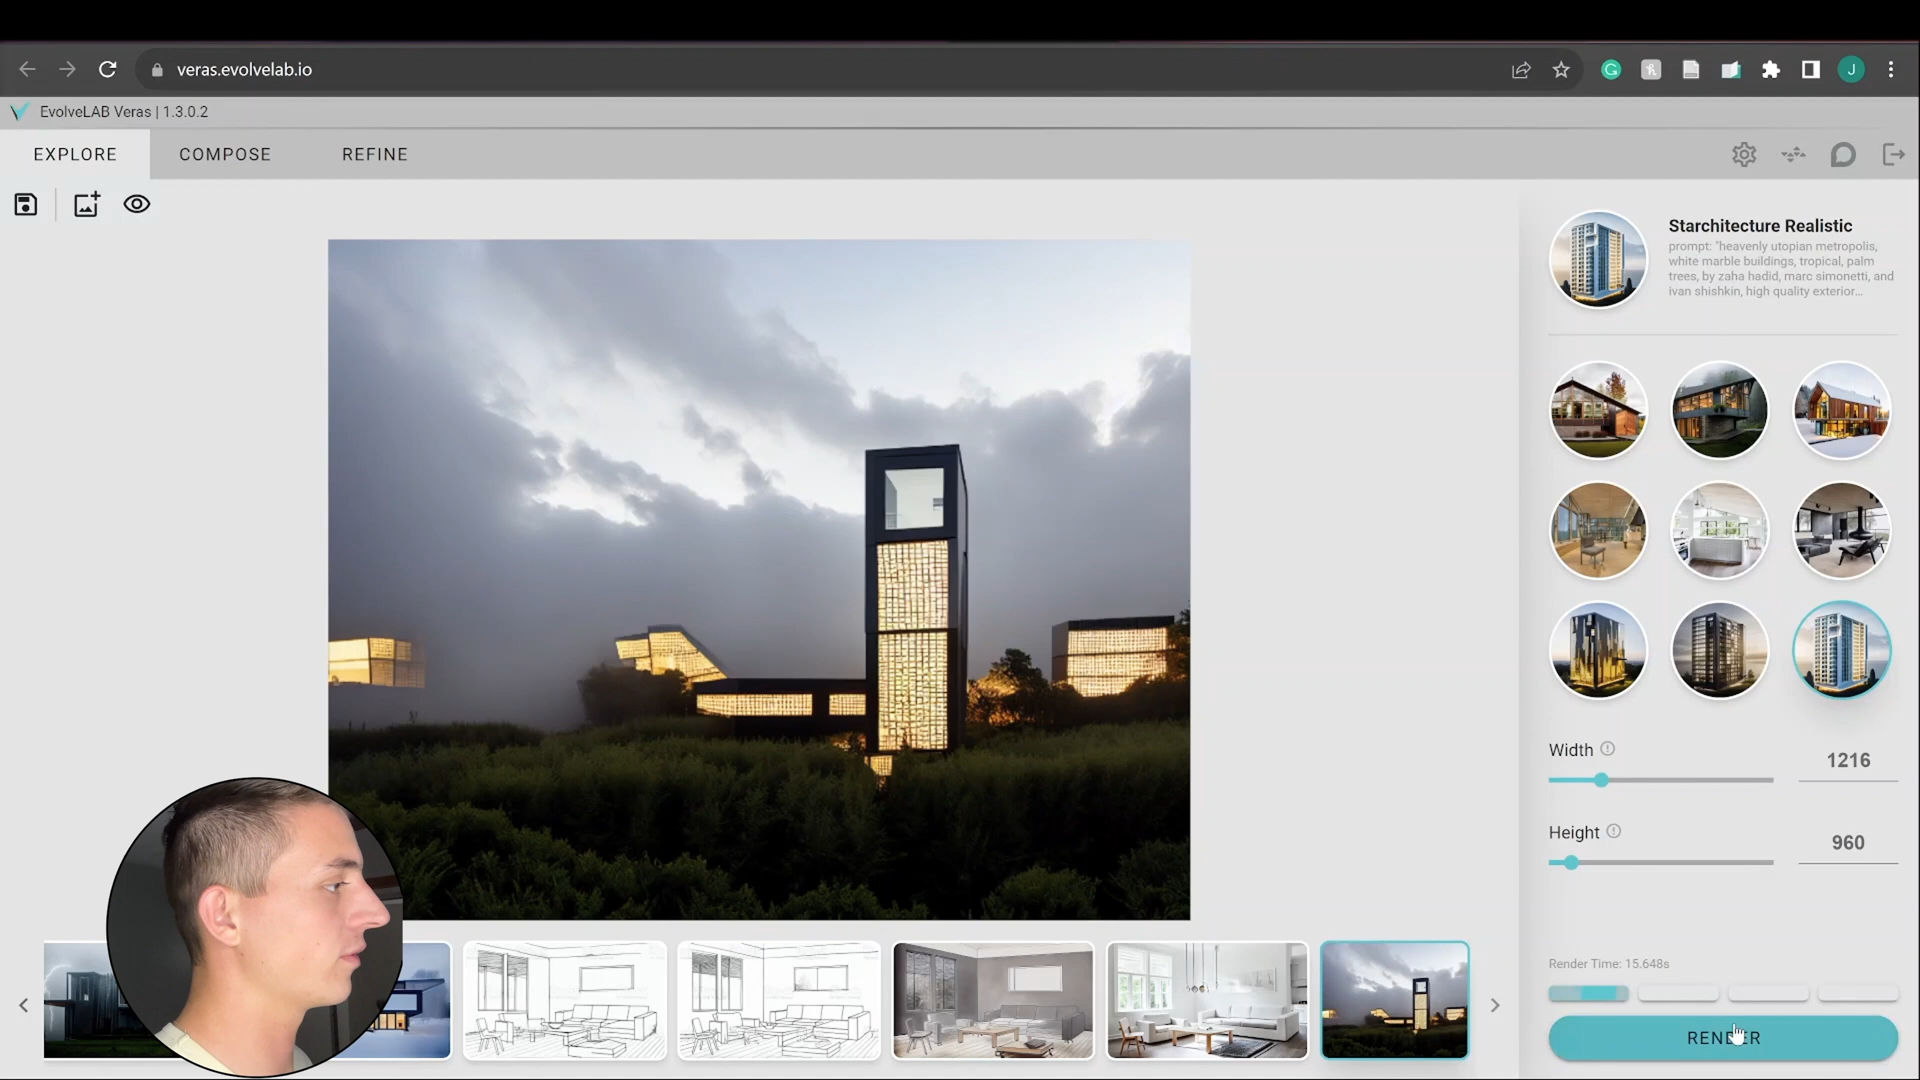 veras.evolvelab.io
J
EvolveLAB Veras | 1.3.0.2
EXPLORE
COMPOSE
REFINE
Starchitecture Realistic
prompt: "heavenly utopian metropolis,
white marble buildings, tropical, palm
trees, by zaha hadid, marc simonetti, and
ivan shishkin, high quality exterior...
Width
1216
Height
960
Render Time: 15.648s
RENDER